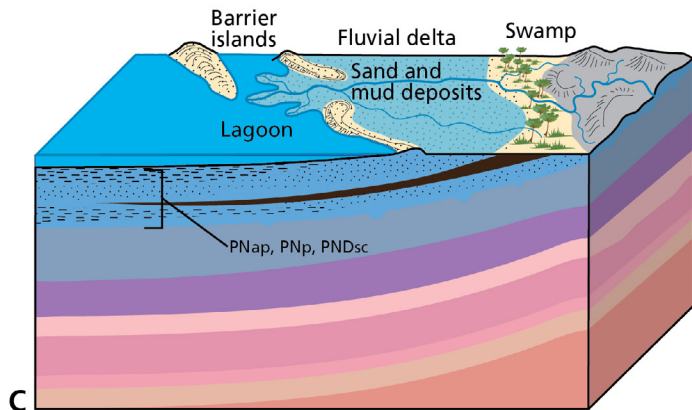 Barrier
islands
Fluvial delta
Swamp
Sand and
mud deposits
Lagoon
PNap, PNp, PNDsc
C